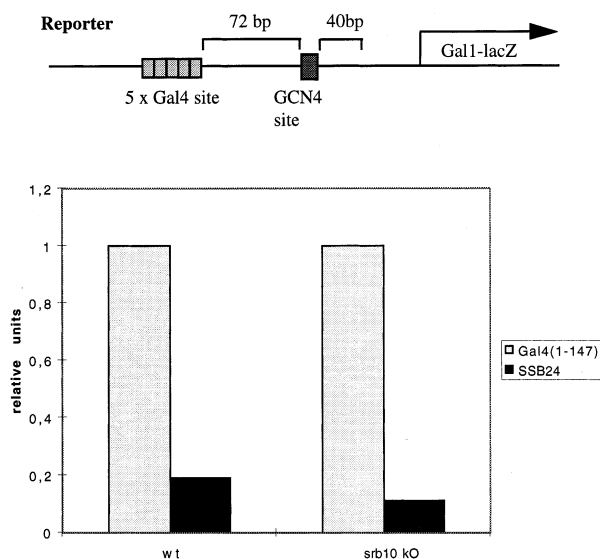 Reporter
72 bp
40bp
Gal1-lacZ
5 x Gal4 site
GCN4
site
1,2
1
0,8
0,6
0,4
0,2
0
relative units
wt
srb10 kO
Gal4(1-147)
SSB24